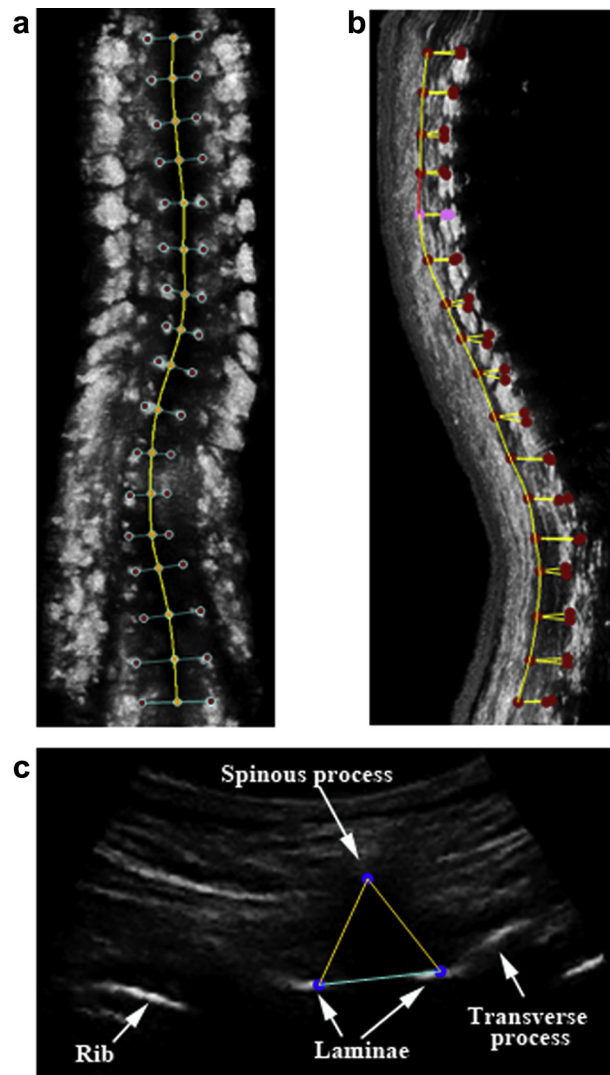 a
b
c
Spinous process
Rib
Laminae
Transverse
process